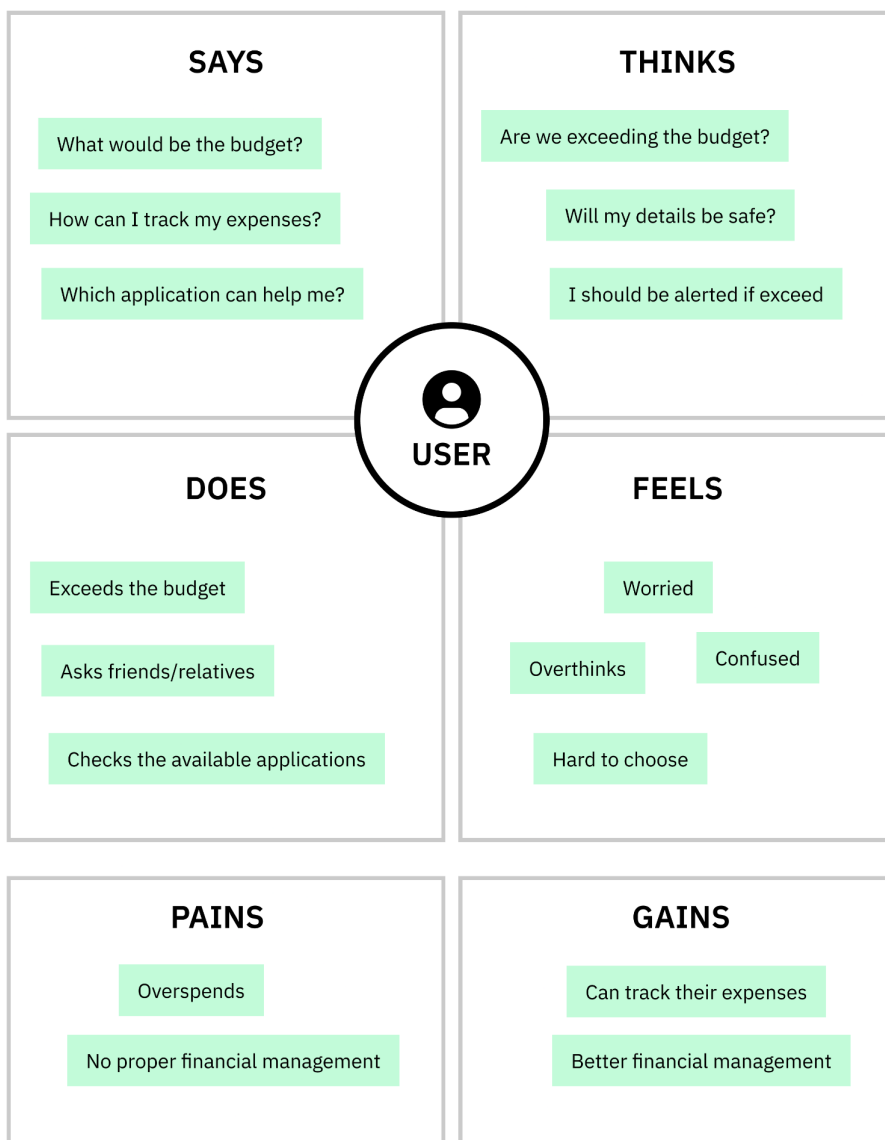 SAYS
What would be the budget?
How can I track my expenses?
Which application can help me?
THINKS
Are we exceeding the budget?
Will my details be safe?
I should be alerted if exceed
USER
DOES
Exceeds the budget
Asks friends/relatives
Checks the available applications
FEELS
Worried
Overthinks
Confused
Hard to choose
PAINS
Overspends
No proper financial management
GAINS
Can track their expenses
Better financial management